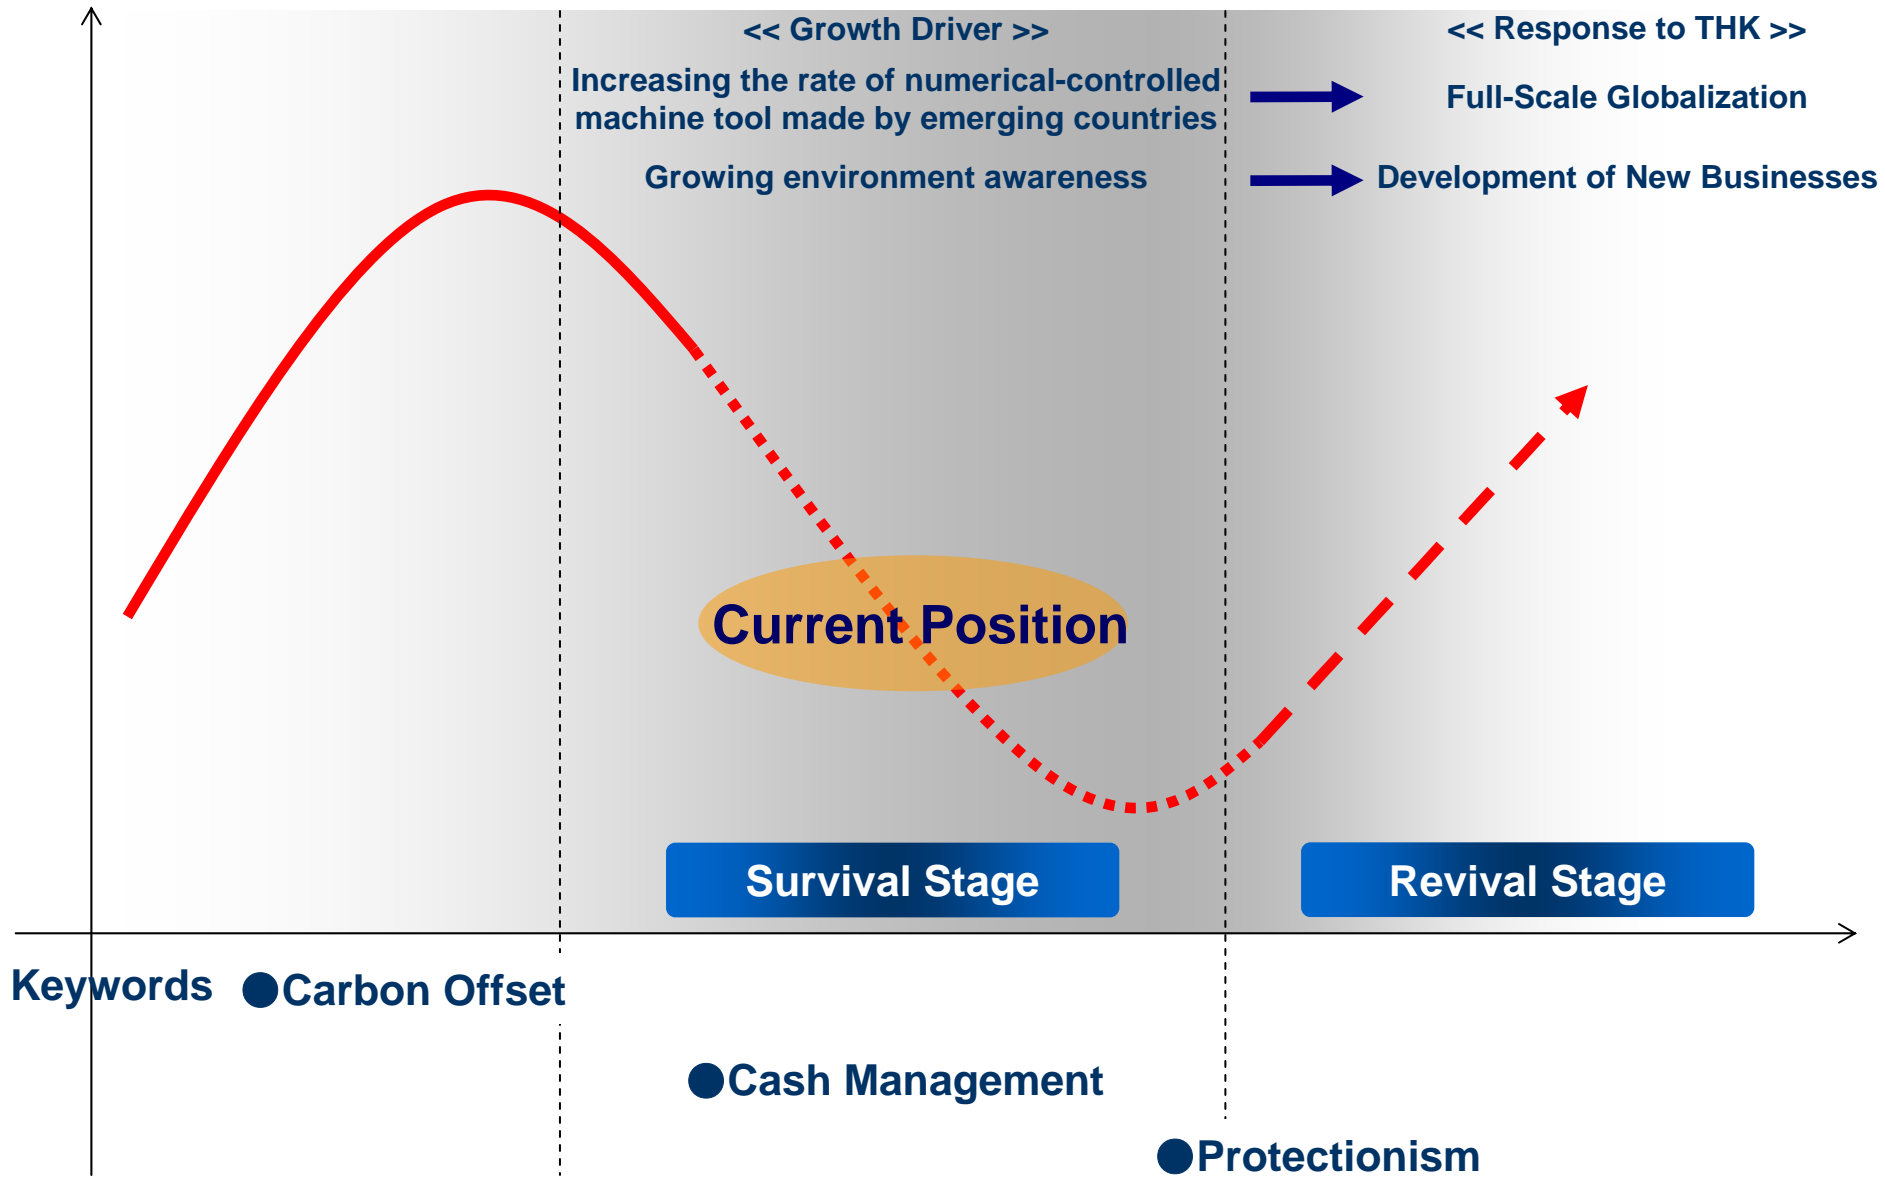 << Growth Driver >>
<< Response to THK >>
Increasing the rate of numerical-controlled
machine tool made by emerging countries
Full-Scale Globalization
Growing environment awareness
Development of New Businesses
Current Position
Survival Stage
Revival Stage
Keywords
●Carbon Offset
●Cash Management
●Protectionism